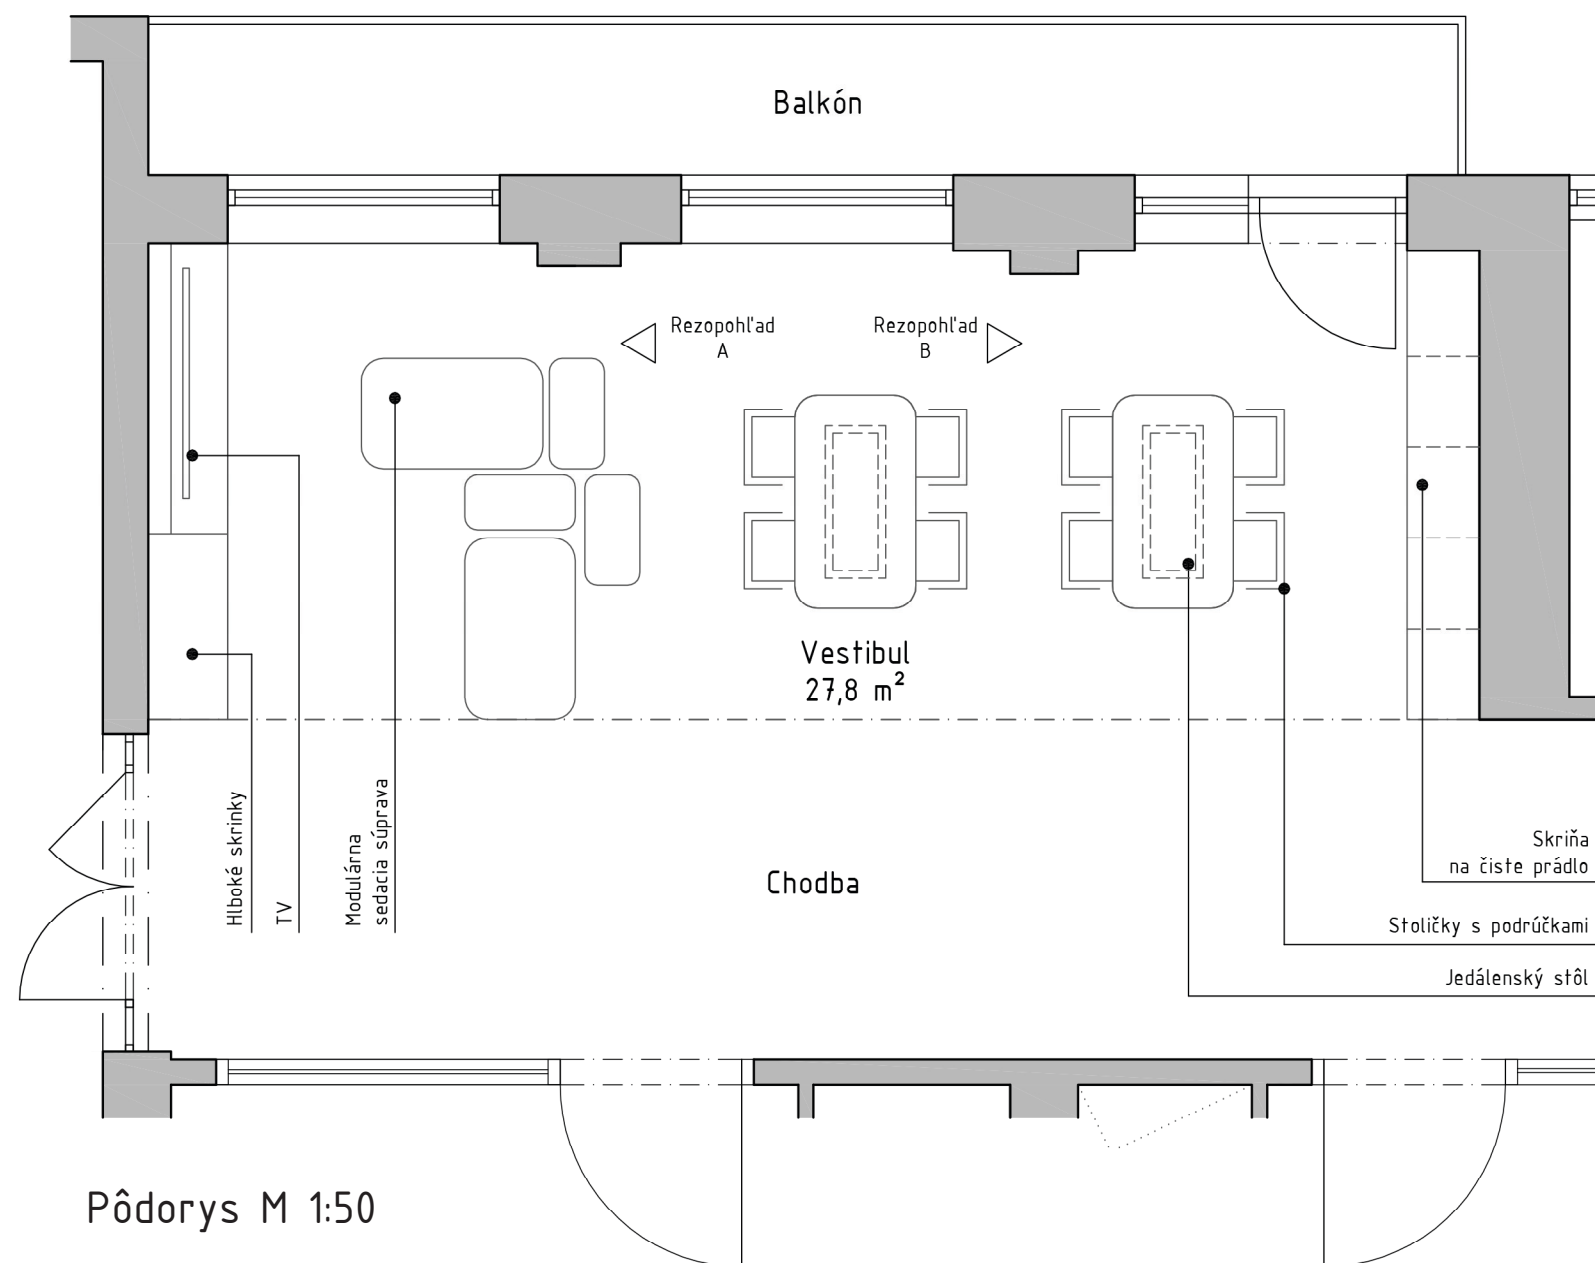 Balkón
Rezopohľad
A
Rezopohľad
B
Vestibul
27,8 m²
Hlboké skrinky
TV
Modulárna
sedacia súprava
Chodba
Skriňa
na čiste prádlo
Stoličky s podrúčkami
Jedálenský stôl
Pôdorys M 1:50